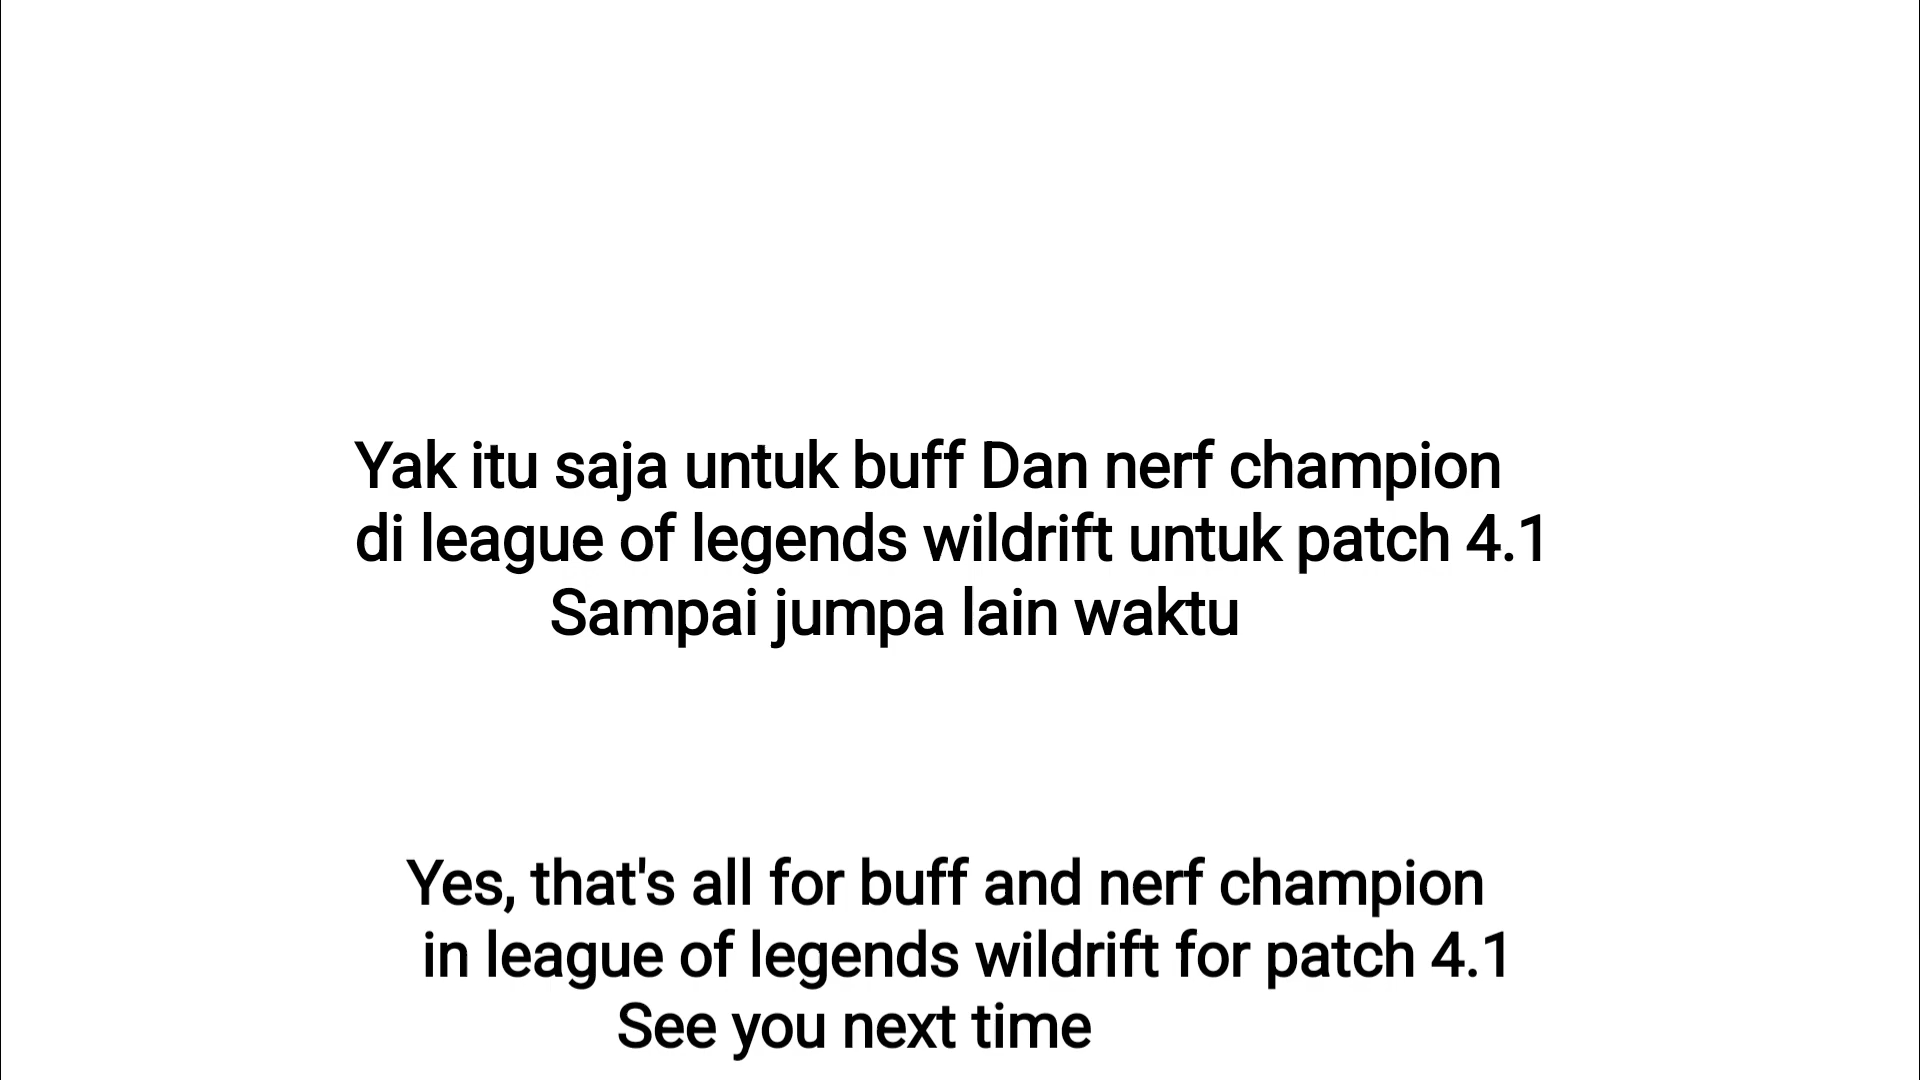 Yak itu saja untuk buff Dan nerf champion
di league of legends wildrift untuk patch 4.1
Sampai jumpa lain waktu
Yes, that's all for buff and nerf champion
in league of legends wildrift for patch 4.1
See you next time